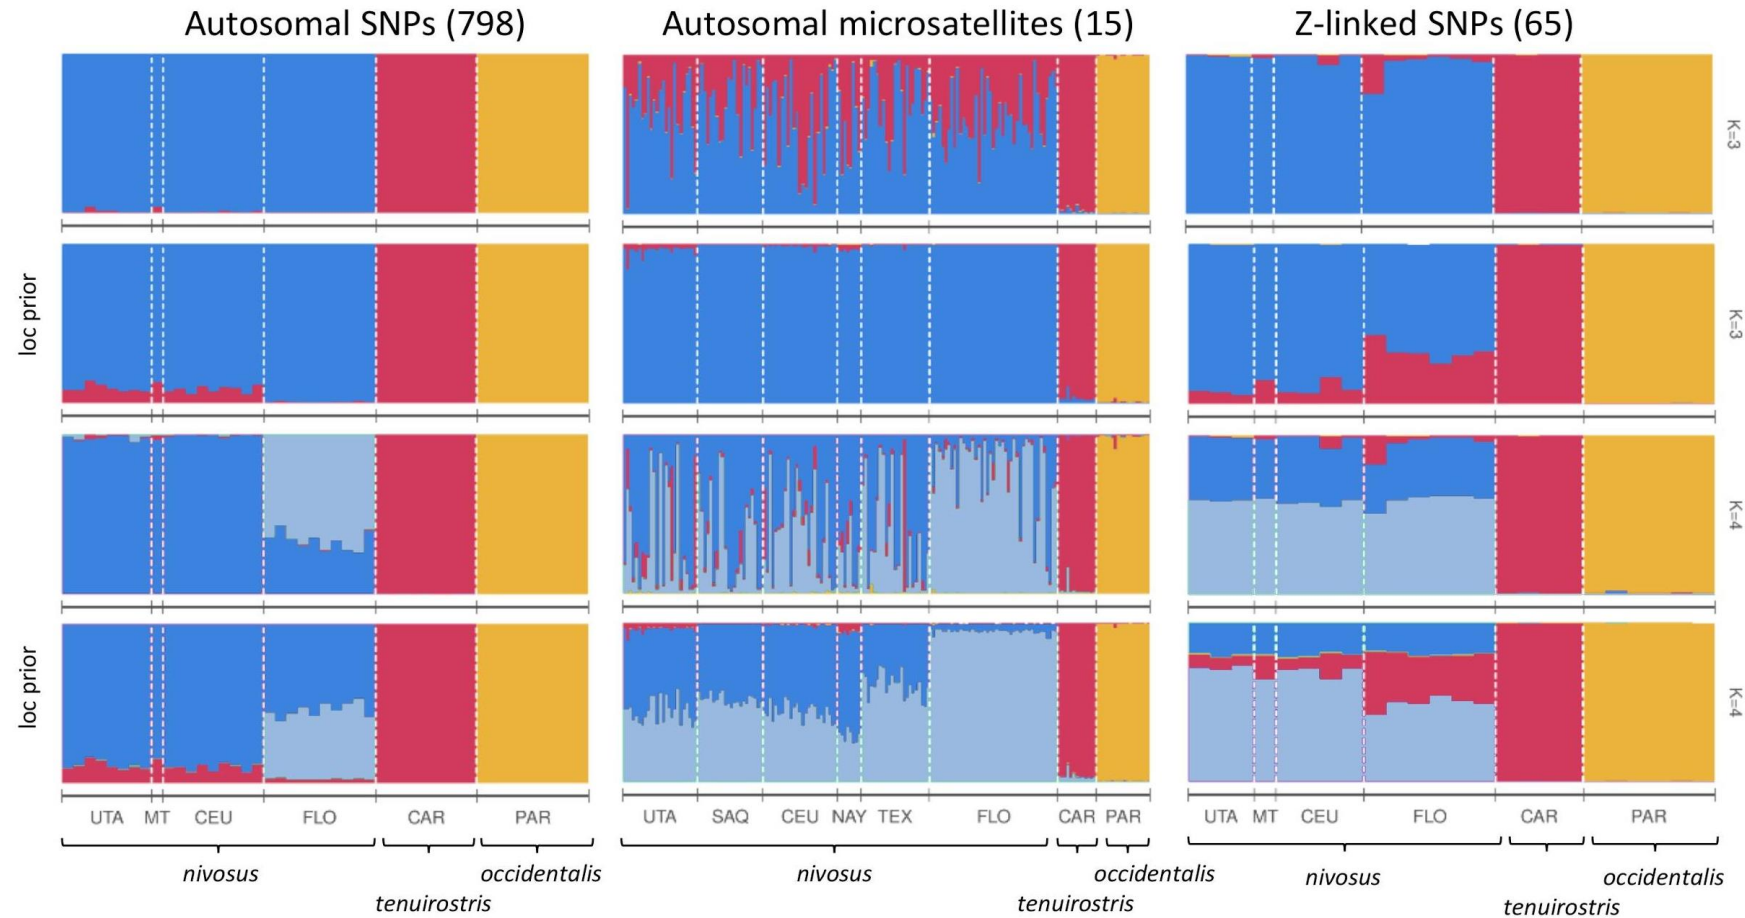 Autosomal SNPs (798)
Autosomal microsatellites (15)
Z-linked SNPs (65)
K=3
loc prior
K=3
K=4
loc prior
K=4
UTA MT CEU FLO CAR PAR
UTA SAQ CEU NAY TEX FLO CAR PAR
UTA MT CEU FLO CAR PAR
nivosus occidentalis
tenuirostris
nivosus occidentalis
tenuirostris
nivosus occidentalis
tenuirostris